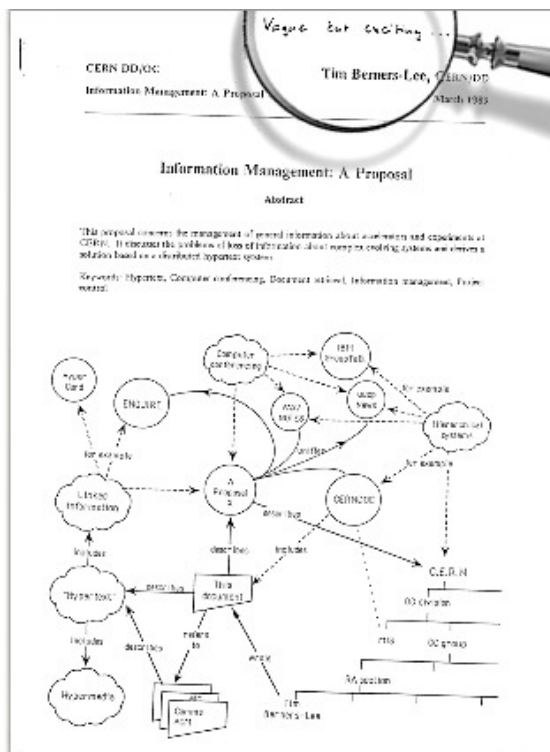 Vague but exciting ...
CERN DD/OC
Tim Berners-Lee, CERN/DD
Information Management: A Proposal
March 1989
Information Management: A Proposal
Abstract
This proposal concerns the management of general information about accelerators and experiments at
CERN. It discusses the problems of loss of information about complex evolving systems and derives a
solution based on a distributed hypertext system.
Keywords: Hypertext, Computer conferencing, Document retrieval, Information management, Project
control
Computer
conferencing
IBM
GroupTalk
Hyper
Card
ENQUIRE
VAX/
NOTES
uucp
News
for example
Hierarchical
systems
unifies
for example
for example
Linked
information
A
Proposal
CERNDOC
describes
includes
describes
includes
C.E.R.N
"Hypertext"
describes
This
document
DD division
includes
describes
refers
to
wrote
OC group
RA section
Hypermedia
Comms
ACM
Tim
Berners-Lee